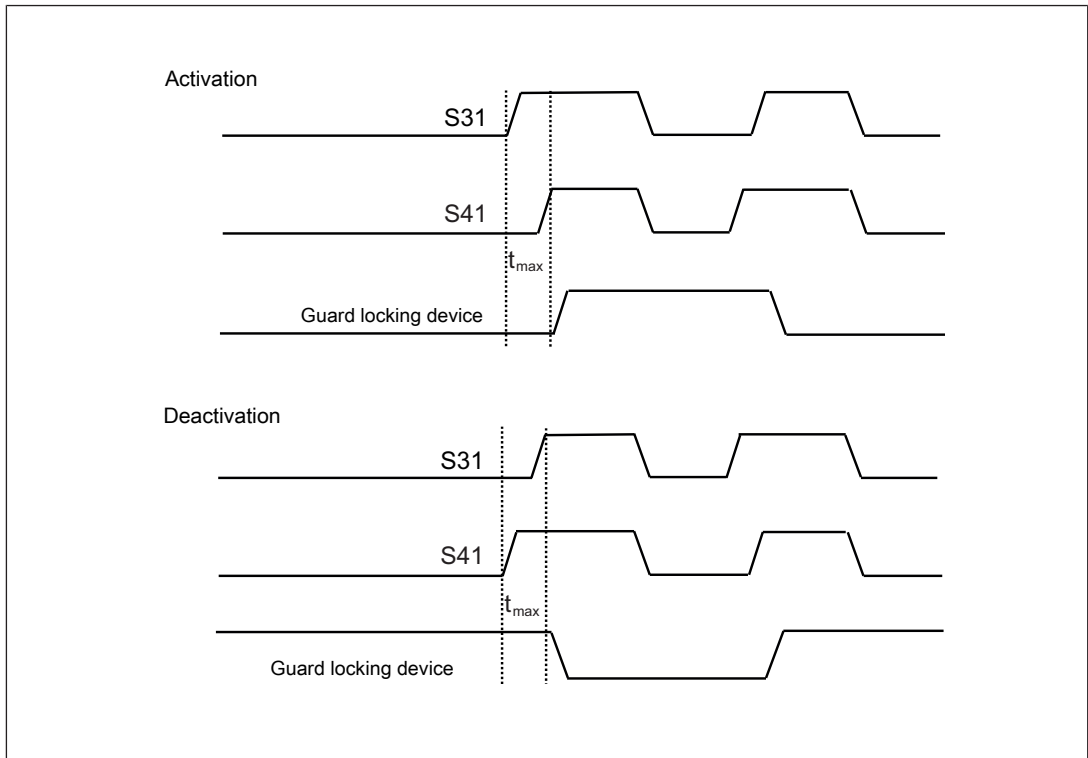 Activation
S31
S41
tmax
Guard locking device
Deactivation
S31
S41
tmax
Guard locking device